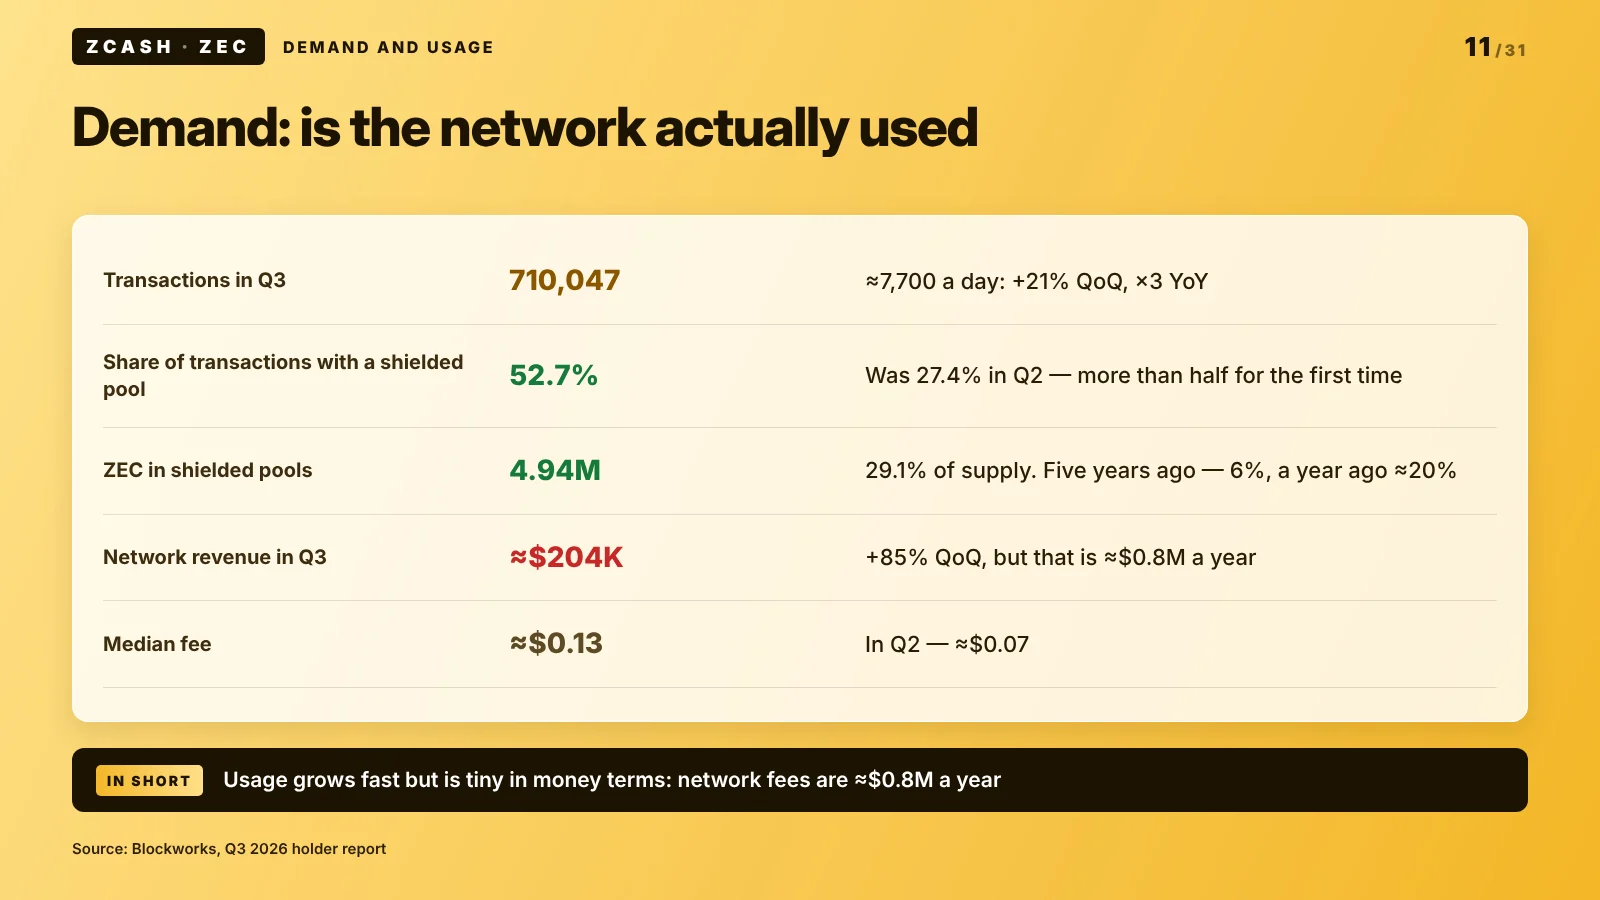 ZCASH · ZEC
DEMAND AND USAGE
11/31
Demand: is the network actually used
Transactions in Q3
710,047
≈7,700 a day: +21% QoQ, ×3 YoY
Share of transactions with a shielded
pool
52.7%
Was 27.4% in Q2 — more than half for the first time
ZEC in shielded pools
4.94M
29.1% of supply. Five years ago — 6%, a year ago ≈20%
Network revenue in Q3
≈$204K
+85% QoQ, but that is ≈$0.8M a year
Median fee
≈$0.13
In Q2 — ≈$0.07
IN SHORT
Usage grows fast but is tiny in money terms: network fees are ≈$0.8M a year
Source: Blockworks, Q3 2026 holder report